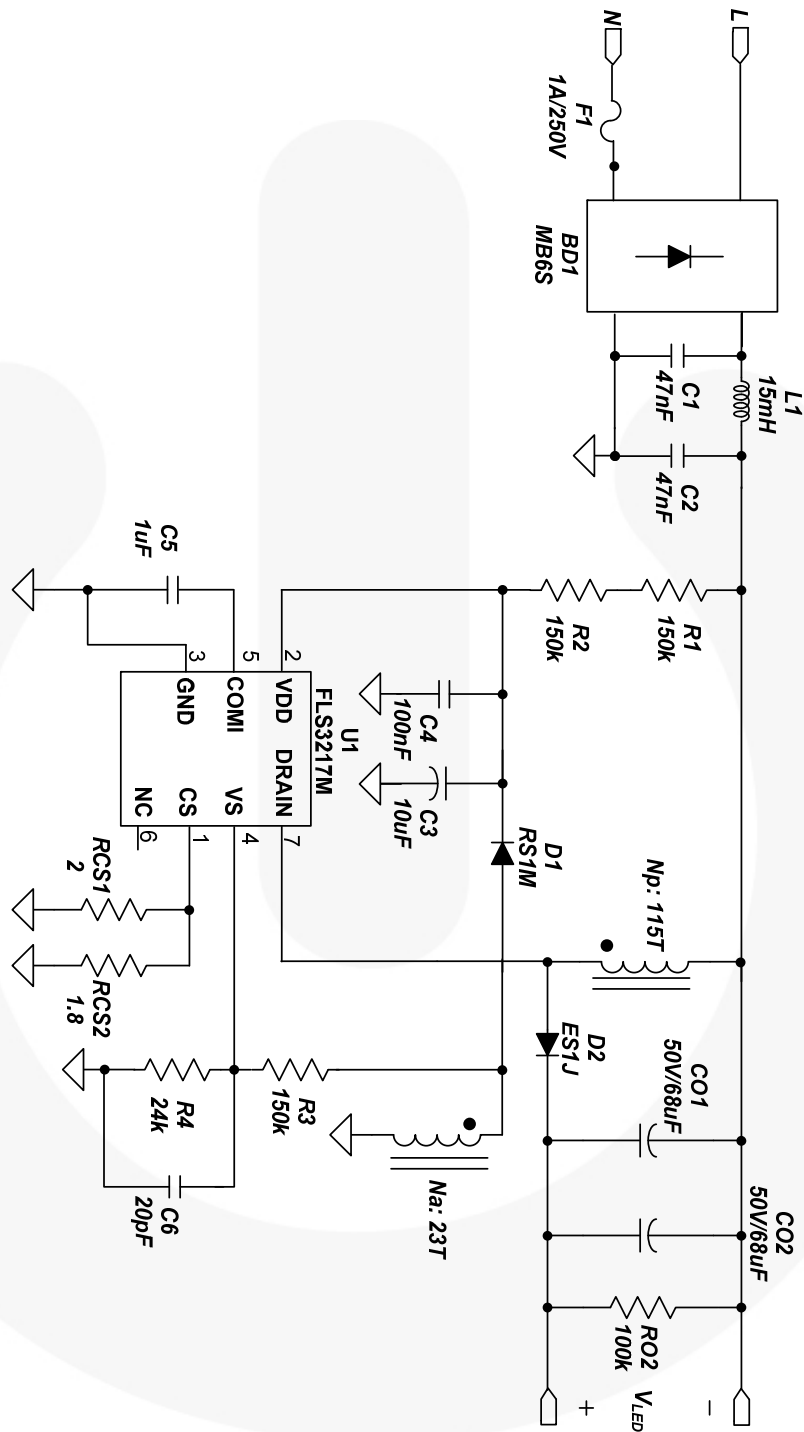 L
N
F1
1A/250V
BD1
MB6S
L1
15mH
C1
47nF
C2
47nF
R1
150k
R2
150k
C4
100nF
C3
10uF
D1
RS1M
Np: 115T
D2
ES1J
CO1
50V/68uF
CO2
50V/68uF
RO2
100k
-
VLED
+
C5
1uF
U1
FLS3217M
2
VDD
DRAIN
7
5
COMI
VS
4
3
GND
CS
1
NC
6
RCS1
2
RCS2
1.8
R3
150k
R4
24k
C6
20pF
Na: 23T